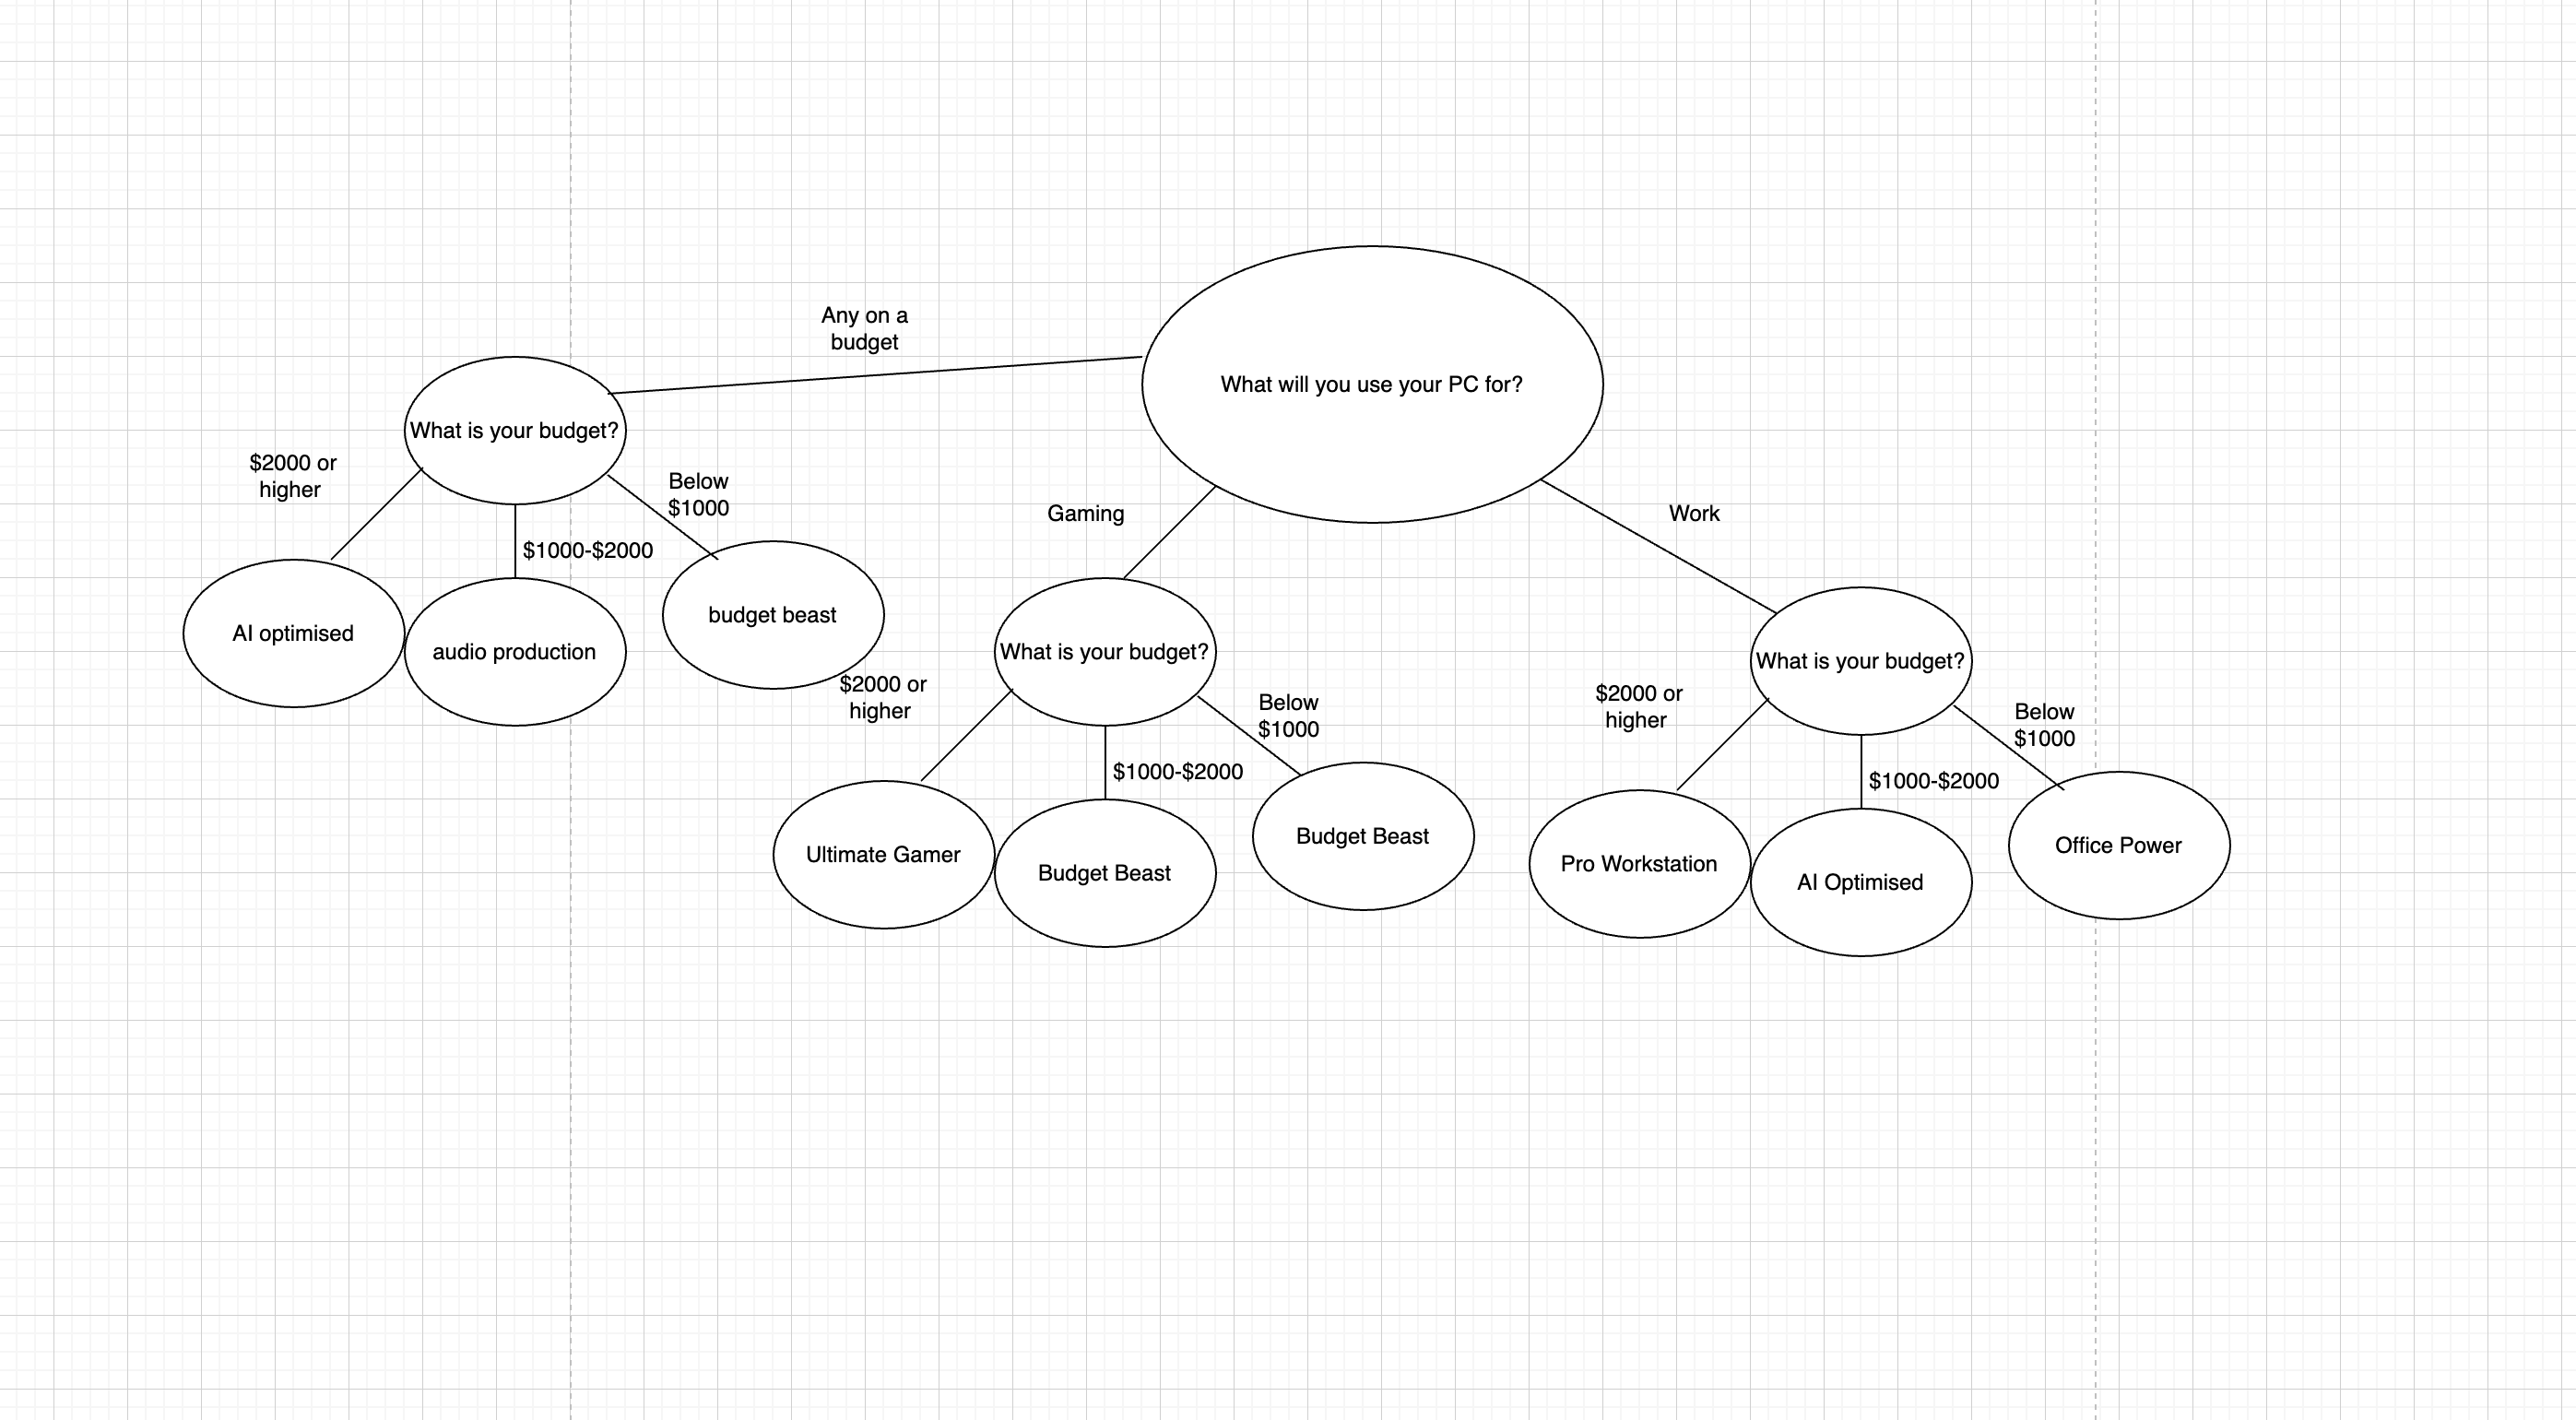 What will you use your PC for?
Any on a
budget
What is your budget?
$2000 or
higher
$1000-$2000
Below
$1000
AI optimised
audio production
budget beast
Gaming
What is your budget?
$2000 or
higher
$1000-$2000
Below
$1000
Ultimate Gamer
Budget Beast
Budget Beast
Work
What is your budget?
$2000 or
higher
$1000-$2000
Below
$1000
Pro Workstation
AI Optimised
Office Power